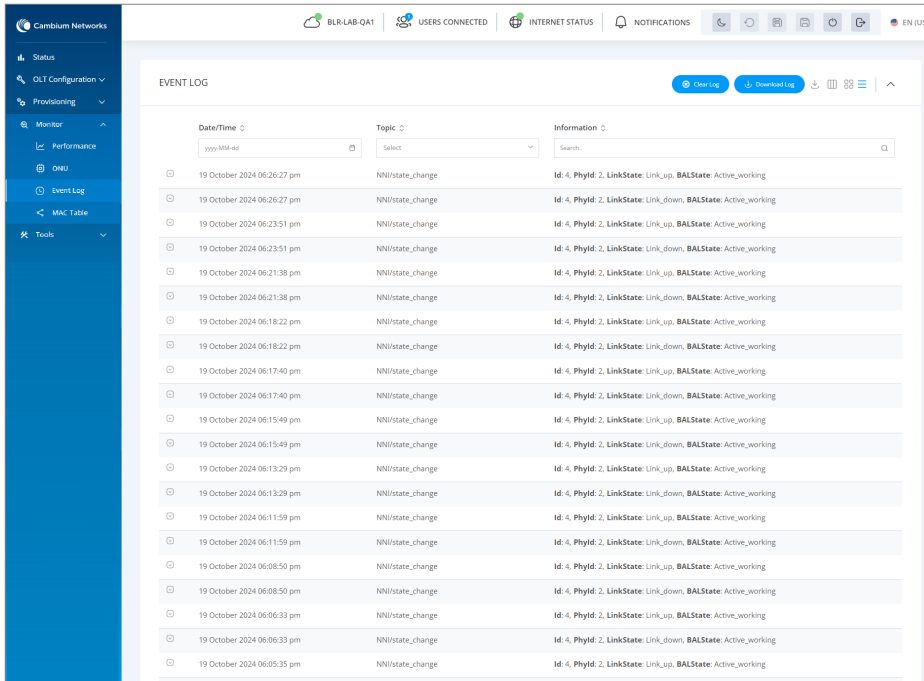 Cambium Networks
BLR-LAB-QA1
USERS CONNECTED
INTERNET STATUS
NOTIFICATIONS
EN (US
Status
OLT Configuration
Provisioning
Monitor
Performance
ONU
Event Log
MAC Table
Tools
EVENT LOG
Clear Log
Download Log
Date/Time Topic Information
yyyy-MM-dd Select Search..
19 October 2024 06:26:27 pm NNI/state_change Id: 4, PhyId: 2, LinkState: Link_up, BALState: Active_working
19 October 2024 06:26:27 pm NNI/state_change Id: 4, PhyId: 2, LinkState: Link_down, BALState: Active_working
19 October 2024 06:23:51 pm NNI/state_change Id: 4, PhyId: 2, LinkState: Link_up, BALState: Active_working
19 October 2024 06:23:51 pm NNI/state_change Id: 4, PhyId: 2, LinkState: Link_down, BALState: Active_working
19 October 2024 06:21:38 pm NNI/state_change Id: 4, PhyId: 2, LinkState: Link_up, BALState: Active_working
19 October 2024 06:21:38 pm NNI/state_change Id: 4, PhyId: 2, LinkState: Link_down, BALState: Active_working
19 October 2024 06:18:22 pm NNI/state_change Id: 4, PhyId: 2, LinkState: Link_up, BALState: Active_working
19 October 2024 06:18:22 pm NNI/state_change Id: 4, PhyId: 2, LinkState: Link_down, BALState: Active_working
19 October 2024 06:17:40 pm NNI/state_change Id: 4, PhyId: 2, LinkState: Link_up, BALState: Active_working
19 October 2024 06:17:40 pm NNI/state_change Id: 4, PhyId: 2, LinkState: Link_down, BALState: Active_working
19 October 2024 06:15:49 pm NNI/state_change Id: 4, PhyId: 2, LinkState: Link_up, BALState: Active_working
19 October 2024 06:15:49 pm NNI/state_change Id: 4, PhyId: 2, LinkState: Link_down, BALState: Active_working
19 October 2024 06:13:29 pm NNI/state_change Id: 4, PhyId: 2, LinkState: Link_up, BALState: Active_working
19 October 2024 06:13:29 pm NNI/state_change Id: 4, PhyId: 2, LinkState: Link_down, BALState: Active_working
19 October 2024 06:11:59 pm NNI/state_change Id: 4, PhyId: 2, LinkState: Link_up, BALState: Active_working
19 October 2024 06:11:59 pm NNI/state_change Id: 4, PhyId: 2, LinkState: Link_down, BALState: Active_working
19 October 2024 06:08:50 pm NNI/state_change Id: 4, PhyId: 2, LinkState: Link_up, BALState: Active_working
19 October 2024 06:08:50 pm NNI/state_change Id: 4, PhyId: 2, LinkState: Link_down, BALState: Active_working
19 October 2024 06:06:33 pm NNI/state_change Id: 4, PhyId: 2, LinkState: Link_up, BALState: Active_working
19 October 2024 06:06:33 pm NNI/state_change Id: 4, PhyId: 2, LinkState: Link_down, BALState: Active_working
19 October 2024 06:05:35 pm NNI/state_change Id: 4, PhyId: 2, LinkState: Link_up, BALState: Active_working